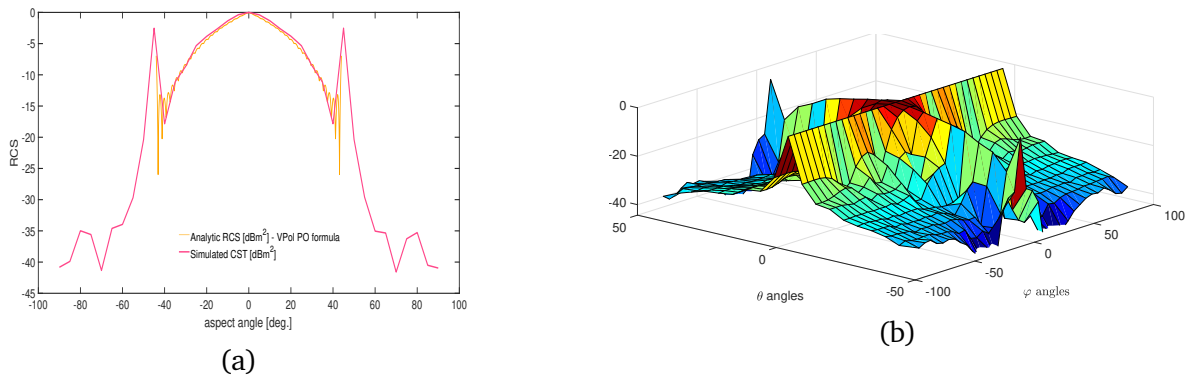 0
-5
-10
-15
-20
-25
-30
-35
-40
-45
RCS
Analytic RCS [dBm²] - VPol PO formula
Simulated CST [dBm²]
-100 -80 -60 -40 -20 0 20 40 60 80 100
aspect angle [deg.]
(a)
0
-20
-40
50
0
-50
θ angles
-100
-50
0
50
100
φ angles
(b)